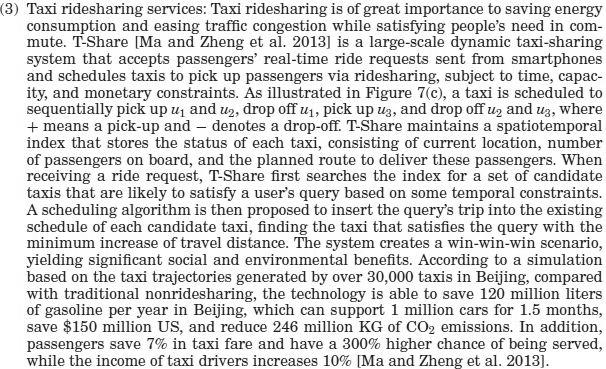 (3) Taxi ridesharing services: Taxi ridesharing is of great importance to saving energy
consumption and easing traffic congestion while satisfying people's need in com-
mute. T-Share [Ma and Zheng et al. 2013] is a large-scale dynamic taxi-sharing
system that accepts passengers' real-time ride requests sent from smartphones
and schedules taxis to pick up passengers via ridesharing, subject to time, capac-
ity, and monetary constraints. As illustrated in Figure 7(c), a taxi is scheduled to
sequentially pick up u₁ and u₂, drop off u₁, pick up u₃, and drop off u₂ and u₃, where
+ means a pick-up and − denotes a drop-off. T-Share maintains a spatiotemporal
index that stores the status of each taxi, consisting of current location, number
of passengers on board, and the planned route to deliver these passengers. When
receiving a ride request, T-Share first searches the index for a set of candidate
taxis that are likely to satisfy a user's query based on some temporal constraints.
A scheduling algorithm is then proposed to insert the query's trip into the existing
schedule of each candidate taxi, finding the taxi that satisfies the query with the
minimum increase of travel distance. The system creates a win-win-win scenario,
yielding significant social and environmental benefits. According to a simulation
based on the taxi trajectories generated by over 30,000 taxis in Beijing, compared
with traditional nonridesharing, the technology is able to save 120 million liters
of gasoline per year in Beijing, which can support 1 million cars for 1.5 months,
save $150 million US, and reduce 246 million KG of CO₂ emissions. In addition,
passengers save 7% in taxi fare and have a 300% higher chance of being served,
while the income of taxi drivers increases 10% [Ma and Zheng et al. 2013].